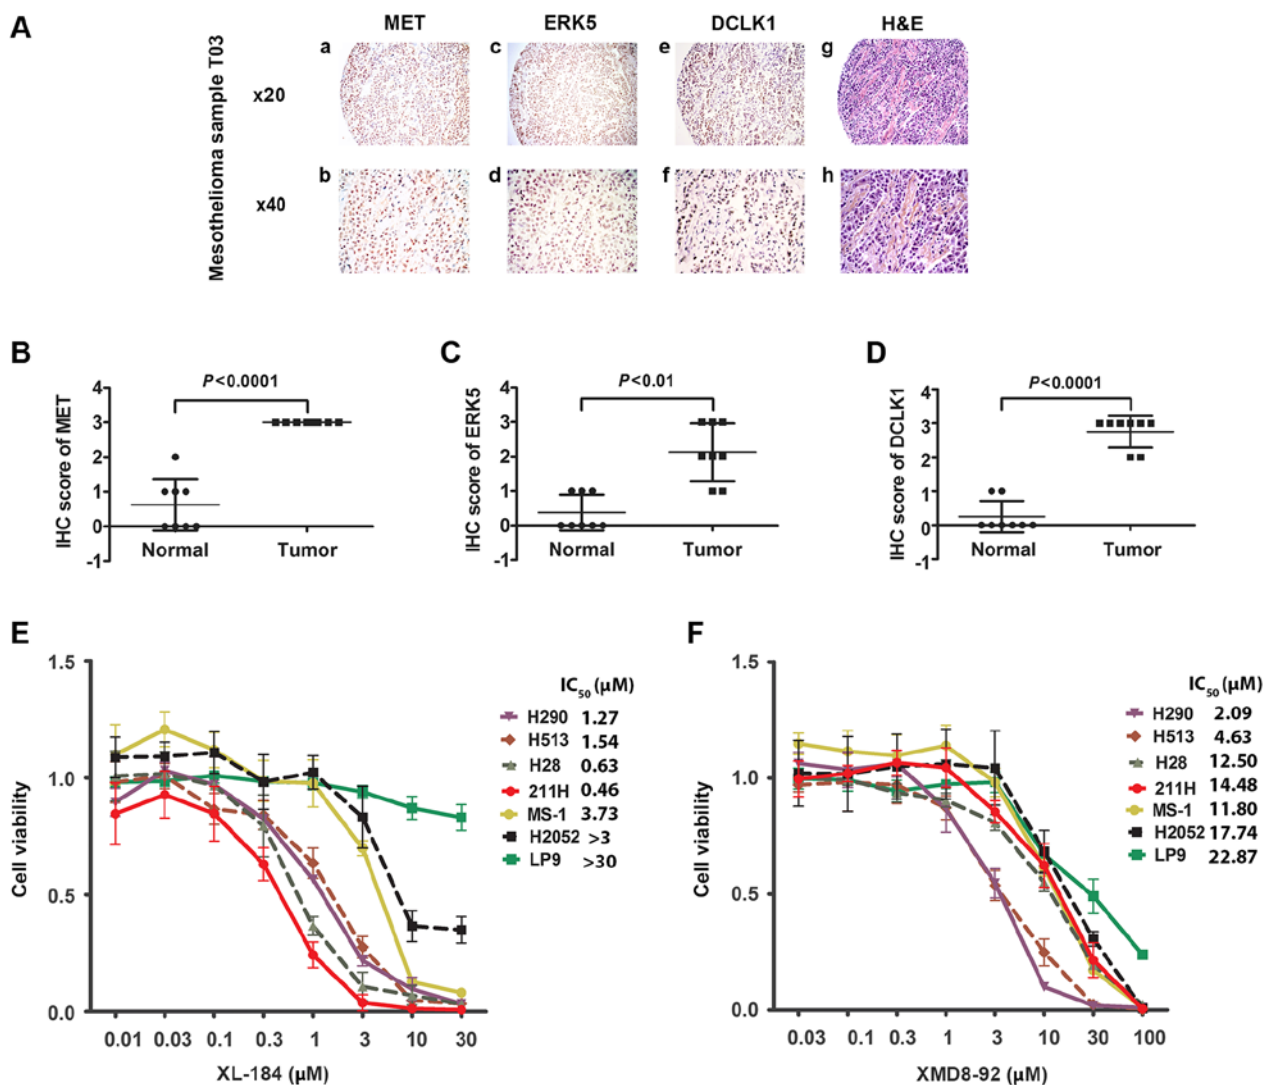 A
MET ERK5 DCLK1 H&E
Mesothelioma sample T03
a c e g
x20
b d f h
x40
B
P<0.0001
IHC score of MET
4
3
2
1
0
-1
Normal Tumor
C
P<0.01
IHC score of ERK5
4
3
2
1
0
-1
Normal Tumor
D
P<0.0001
IHC score of DCLK1
4
3
2
1
0
-1
Normal Tumor
E
Cell viability
1.5
1.0
0.5
0.0
0.01 0.03 0.1 0.3 1 3 10 30
XL-184 (μM)
IC50 (μM)
H290 1.27
H513 1.54
H28 0.63
211H 0.46
MS-1 3.73
H2052 >3
LP9 >30
F
Cell viability
1.5
1.0
0.5
0.0
0.03 0.1 0.3 1 3 10 30 100
XMD8-92 (μM)
IC50 (μM)
H290 2.09
H513 4.63
H28 12.50
211H 14.48
MS-1 11.80
H2052 17.74
LP9 22.87